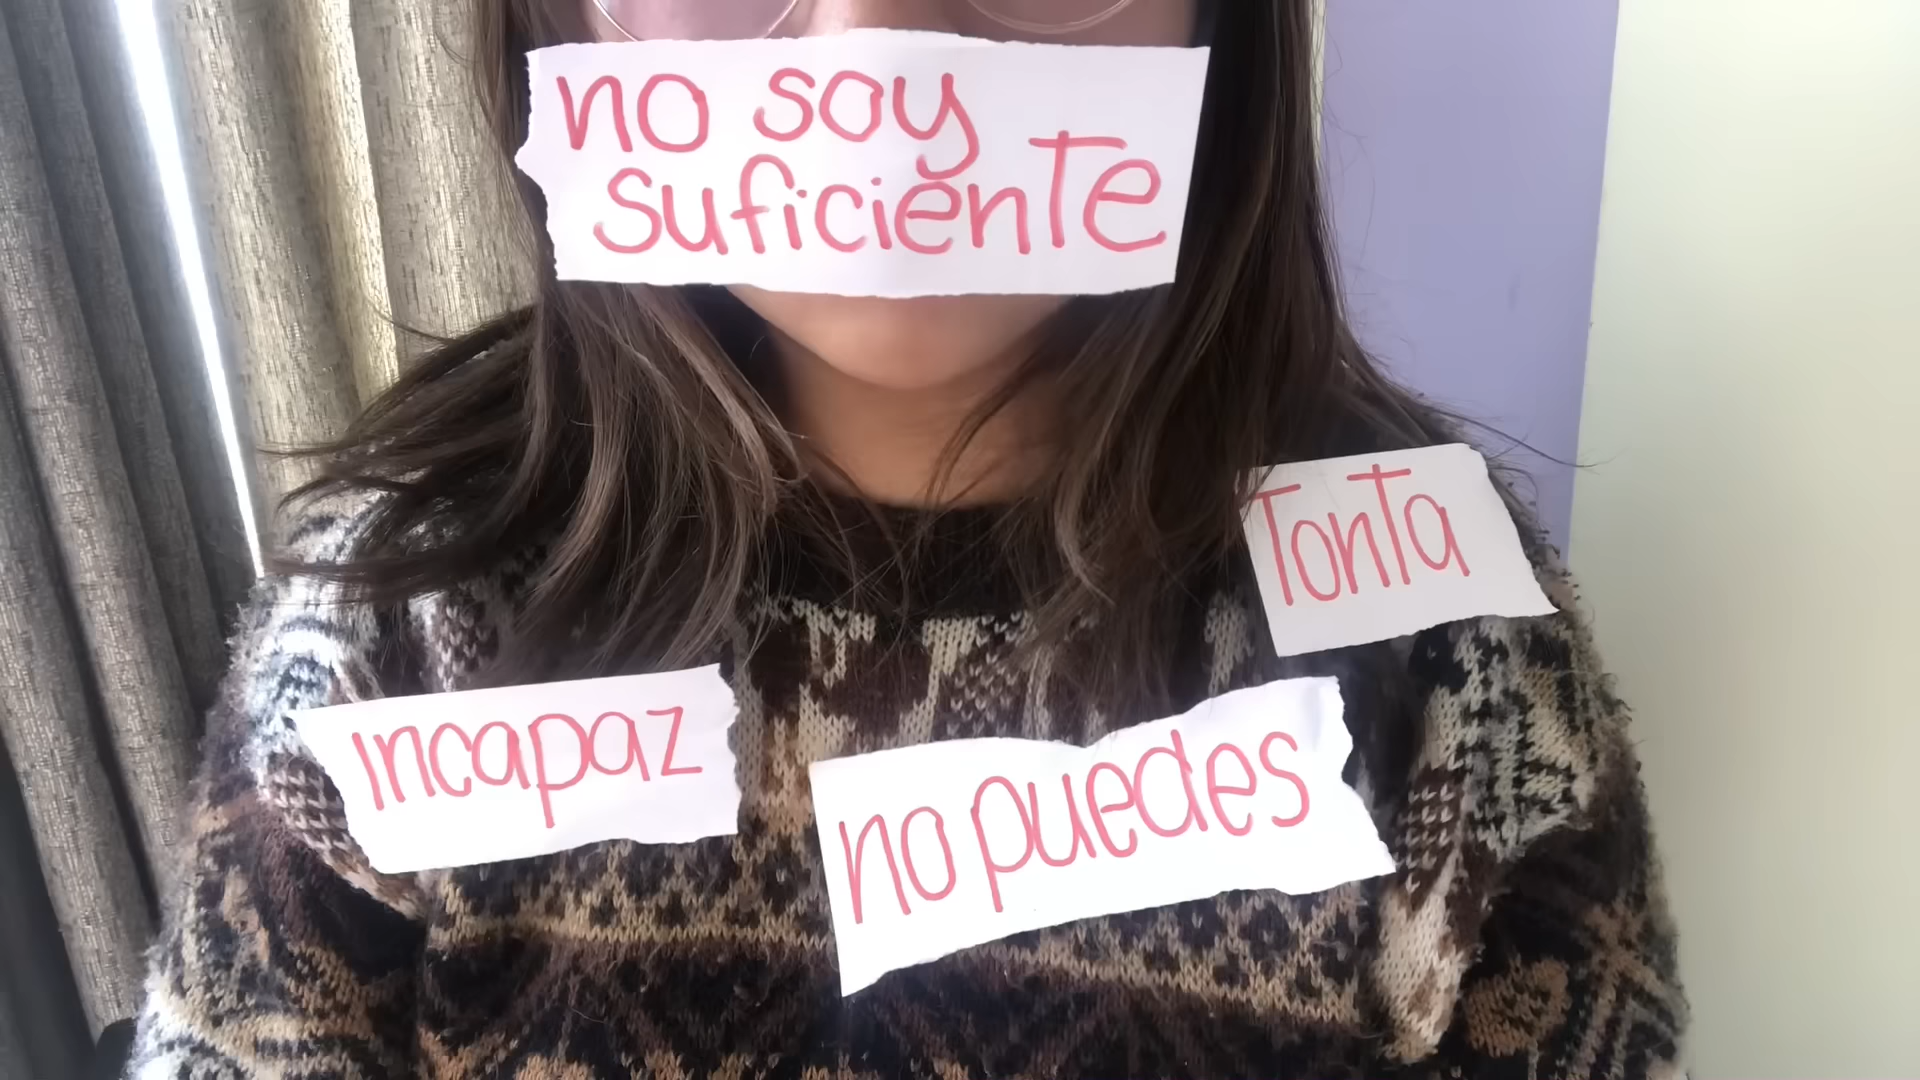 no soy
suficiente
Tonta
Incapaz
no puedes